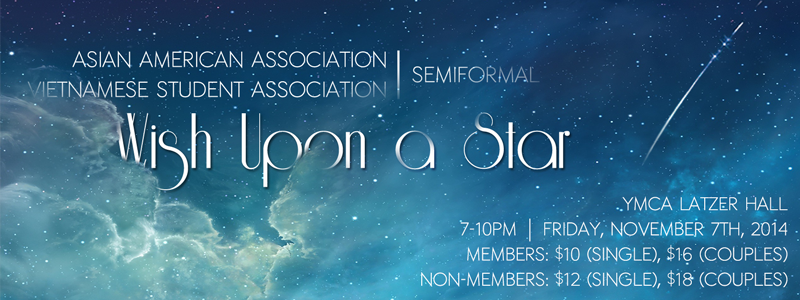 ASIAN AMERICAN ASSOCIATION
VIETNAMESE STUDENT ASSOCIATION
SEMIFORMAL
Wish Upon a Star
YMCA LATZER HALL
7-10PM | FRIDAY, NOVEMBER 7TH, 2014
MEMBERS: $10 (SINGLE), $16 (COUPLES)
NON-MEMBERS: $12 (SINGLE), $18 (COUPLES)